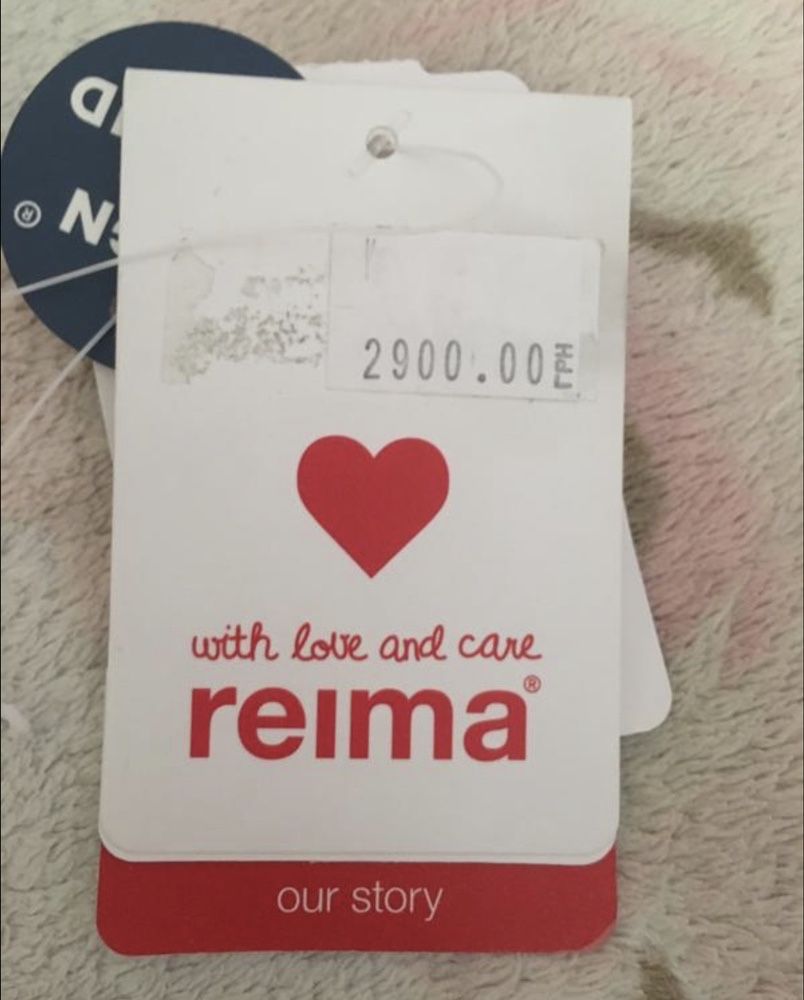 2900.00 ГРН
with love and care
reima®
our story